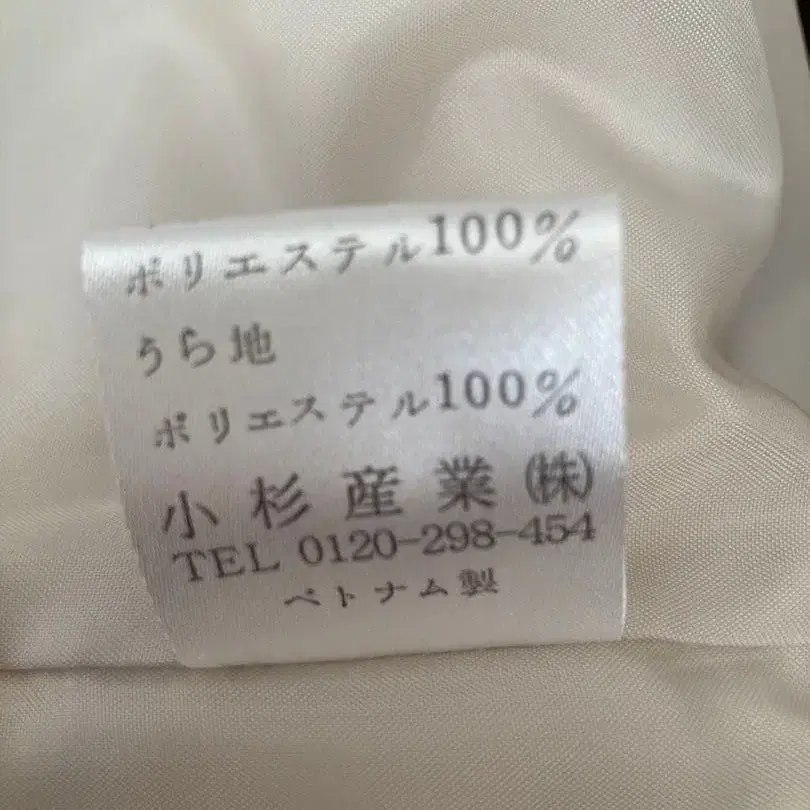 ポリエステル100%
うら地
ポリエステル100%
小杉産業㈱
TEL 0120-298-454
ベトナム製